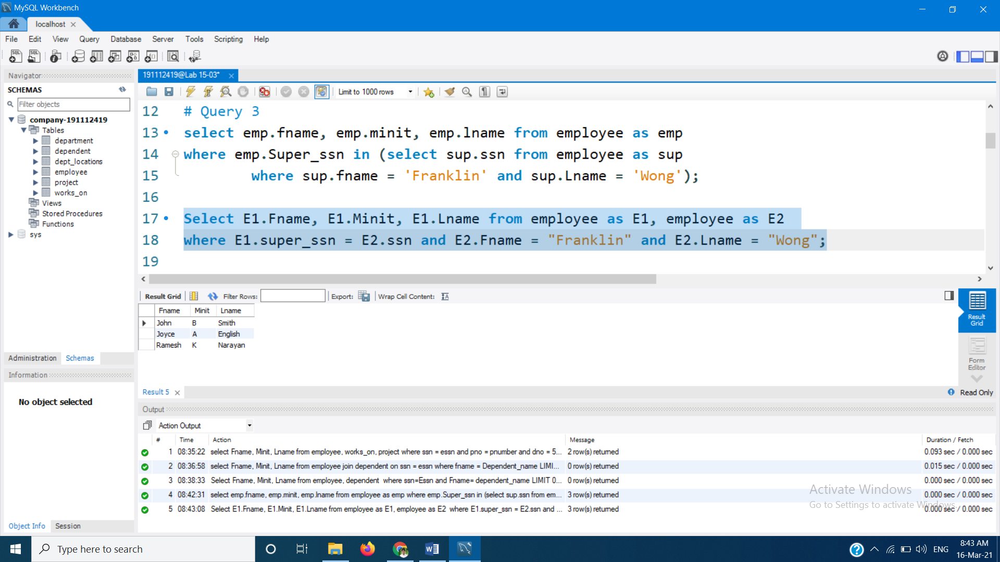 MySQL Workbench
localhost
File Edit View Query Database Server Tools Scripting Help
Navigator
SCHEMAS
Filter objects
company-191112419
Tables
department
dependent
dept_locations
employee
project
works_on
Views
Stored Procedures
Functions
sys
Administration Schemas
Information
No object selected
Object Info Session
191112419@Lab 15-03*
Limit to 1000 rows
12 # Query 3
13 select emp.fname, emp.minit, emp.lname from employee as emp
14 where emp.Super_ssn in (select sup.ssn from employee as sup
15 where sup.fname = 'Franklin' and sup.Lname = 'Wong');
16
17 Select E1.Fname, E1.Minit, E1.Lname from employee as E1, employee as E2
18 where E1.super_ssn = E2.ssn and E2.Fname = "Franklin" and E2.Lname = "Wong";
19
Result Grid Filter Rows: Export: Wrap Cell Content:
Fname Minit Lname
John B Smith
Joyce A English
Ramesh K Narayan
Result
Grid
Form
Editor
Result 5
Read Only
Output
Action Output
# Time Action Message Duration / Fetch
1 08:35:22 select Fname, Minit, Lname from employee, works_on, project where ssn = essn and pno = pnumber and dno = 5... 2 row(s) returned 0.093 sec / 0.000 sec
2 08:36:58 select Fname, Minit, Lname from employee join dependent on ssn = essn where fname = Dependent_name LIMI... 0 row(s) returned 0.015 sec / 0.000 sec
3 08:38:33 Select Fname, Minit, Lname from employee, dependent where ssn=Essn and Fname= dependent_name LIMIT 0... 0 row(s) returned 0.000 sec / 0.000 sec
4 08:42:31 select emp.fname, emp.minit, emp.lname from employee as emp where emp.Super_ssn in (select sup.ssn from em... 3 row(s) returned 0.000 sec / 0.000 sec
5 08:43:08 Select E1.Fname, E1.Minit, E1.Lname from employee as E1, employee as E2 where E1.super_ssn = E2.ssn and ... 3 row(s) returned 0.000 sec / 0.000 sec
Activate Windows
Go to Settings to activate Windows.
Type here to search
ENG
8:43 AM
16-Mar-21